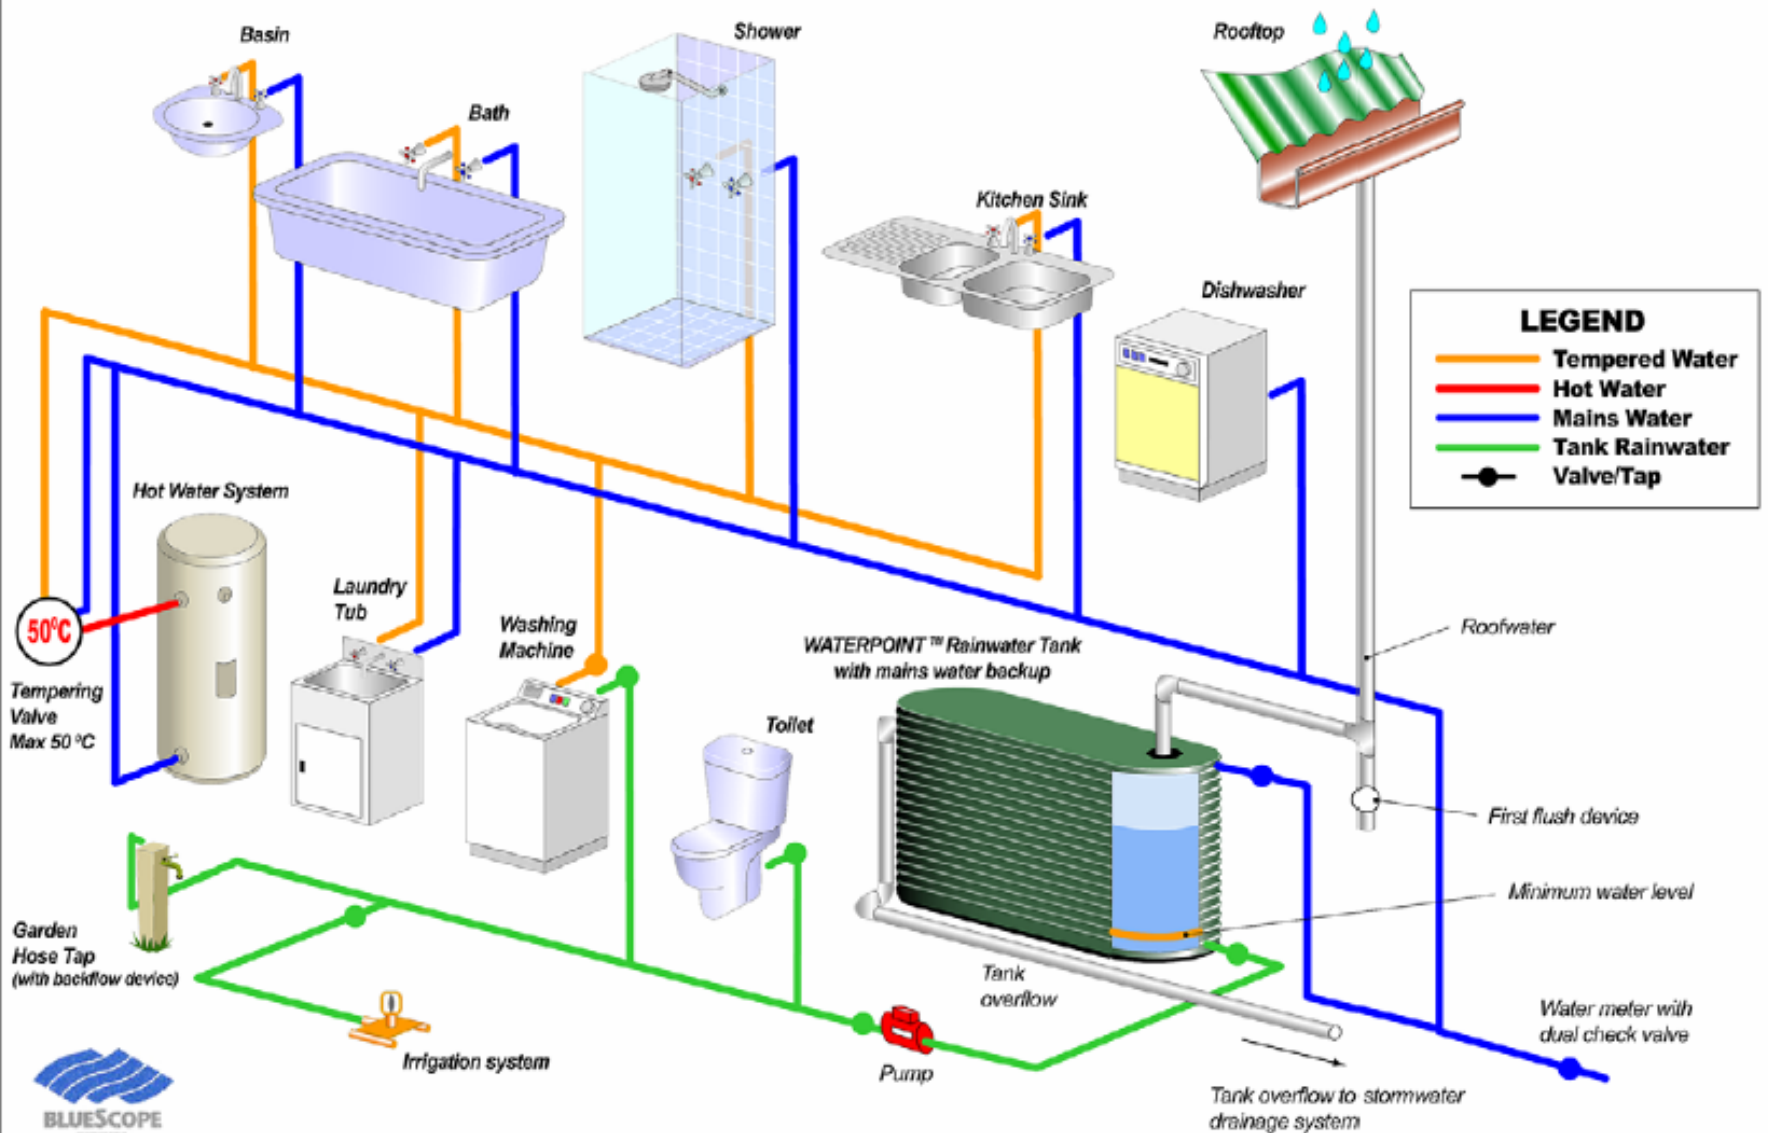 Basin
Shower
Rooftop
Bath
Kitchen Sink
Dishwasher
LEGEND
Tempered Water
Hot Water
Mains Water
Tank Rainwater
Valve/Tap
Hot Water System
Laundry
Tub
50⁰C
Washing
Machine
WATERPOINT™ Rainwater Tank
with mains water backup
Roofwater
Tempering
Valve
Max 50 ⁰C
Toilet
First flush device
Minimum water level
Garden
Hose Tap
(with backflow device)
Tank
overflow
Water meter with
dual check valve
Irrigation system
Pump
Tank overflow to stormwater
drainage system
BLUESCOPE